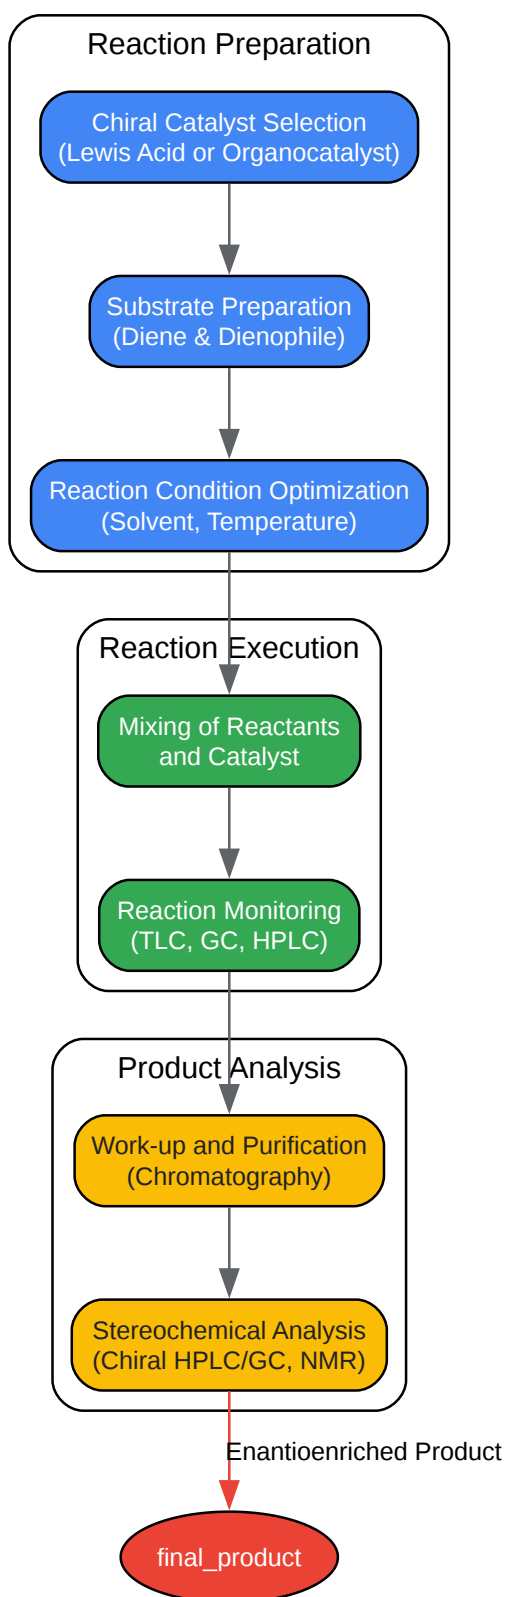 Reaction Preparation
Chiral Catalyst Selection
(Lewis Acid or Organocatalyst)
Substrate Preparation
(Diene & Dienophile)
Reaction Condition Optimization
(Solvent, Temperature)
Reaction Execution
Mixing of Reactants
and Catalyst
Reaction Monitoring
(TLC, GC, HPLC)
Product Analysis
Work-up and Purification
(Chromatography)
Stereochemical Analysis
(Chiral HPLC/GC, NMR)
Enantioenriched Product
final_product